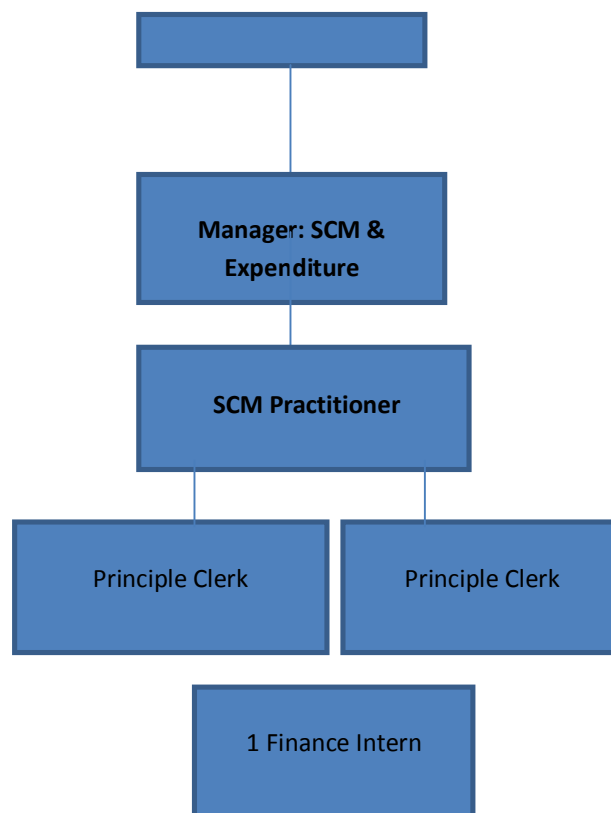 Manager: SCM &
Expenditure
SCM Practitioner
Principle Clerk
Principle Clerk
1 Finance Intern